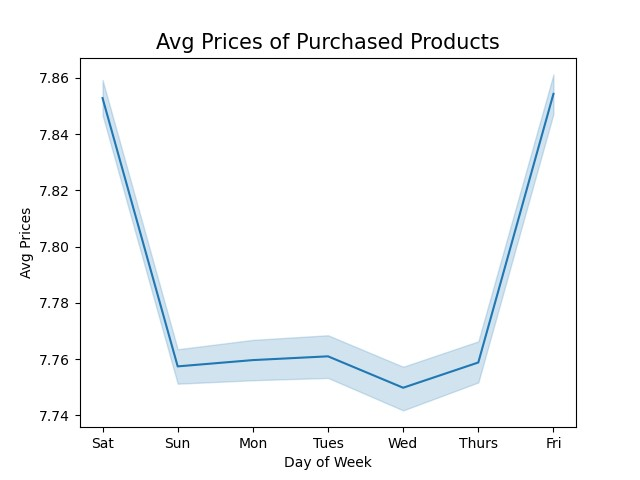 Avg Prices of Purchased Products
7.86
7.84
7.82
7.80
7.78
7.76
7.74
Avg Prices
Sat Sun Mon Tues Wed Thurs Fri
Day of Week